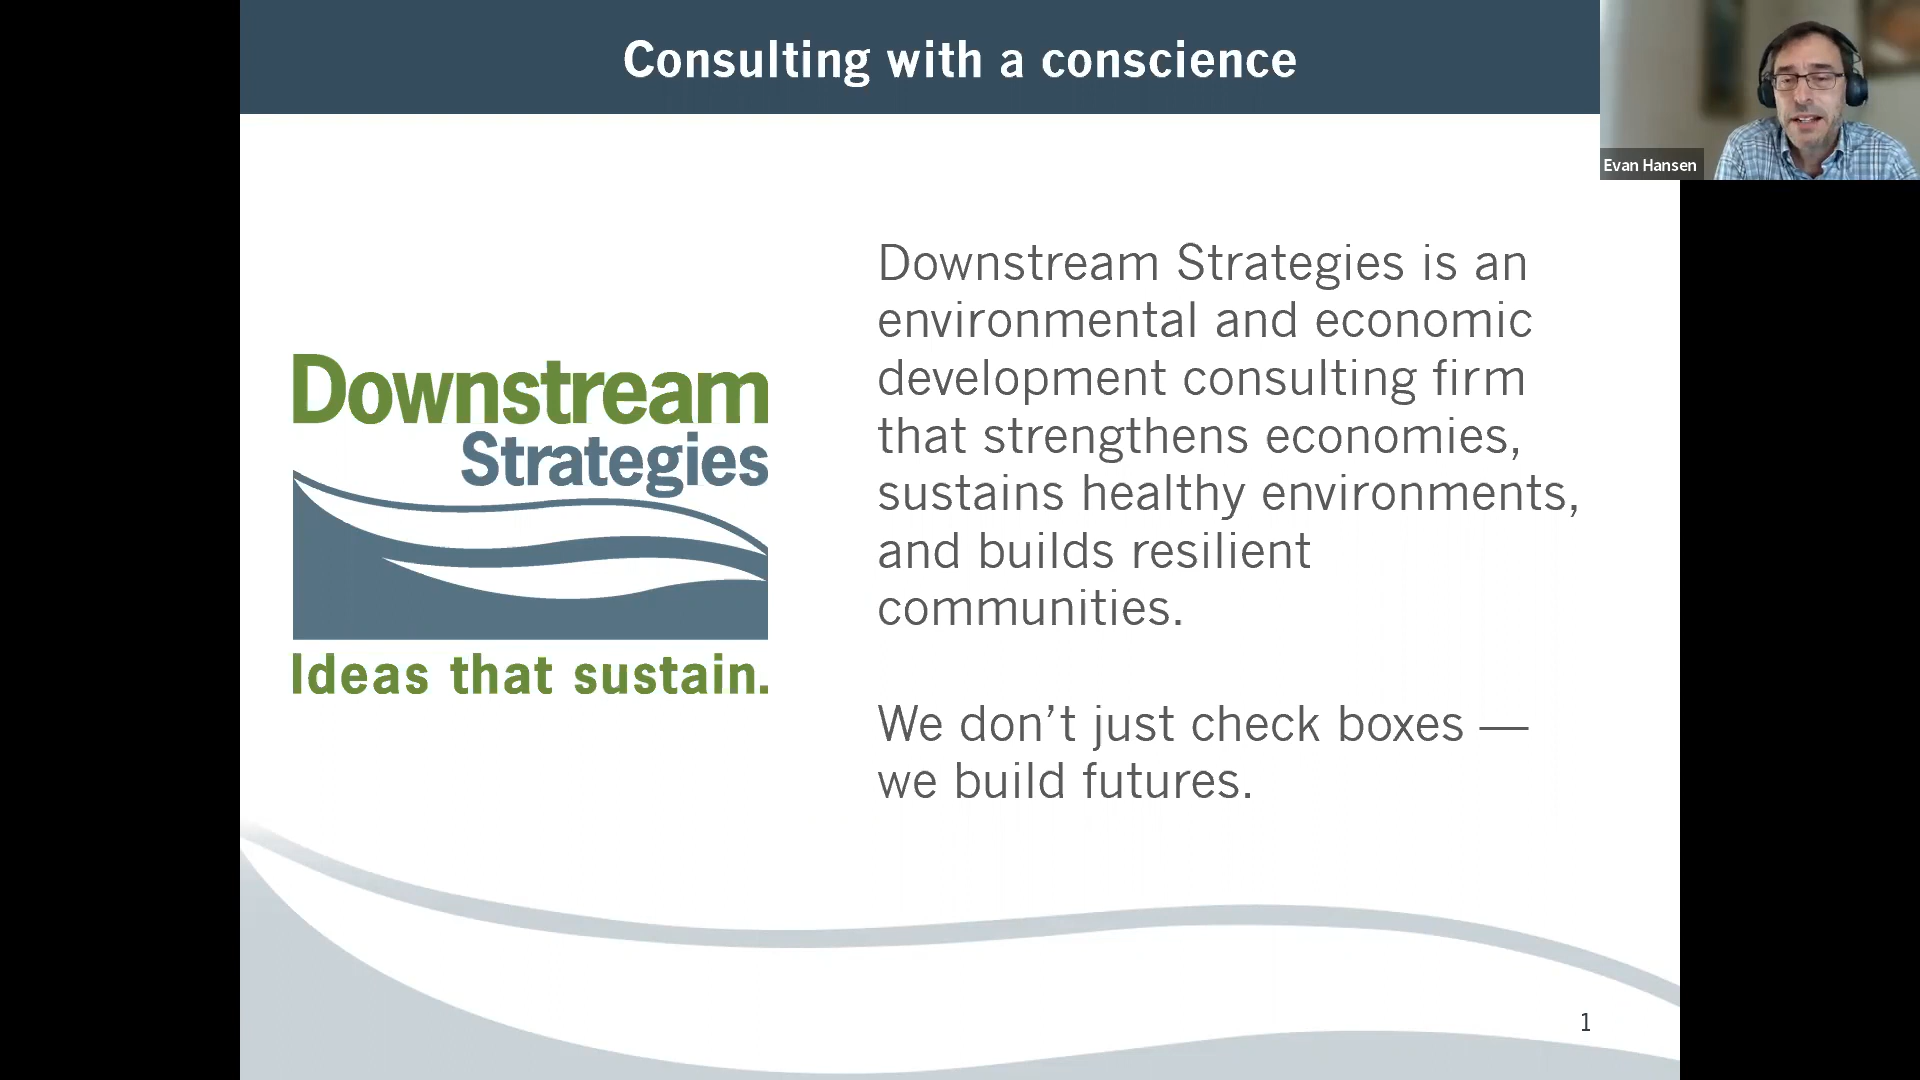 Consulting with a conscience
Evan Hansen
Downstream
Strategies
Ideas that sustain.
Downstream Strategies is an
environmental and economic
development consulting firm
that strengthens economies,
sustains healthy environments,
and builds resilient
communities.
We don’t just check boxes —
we build futures.
1